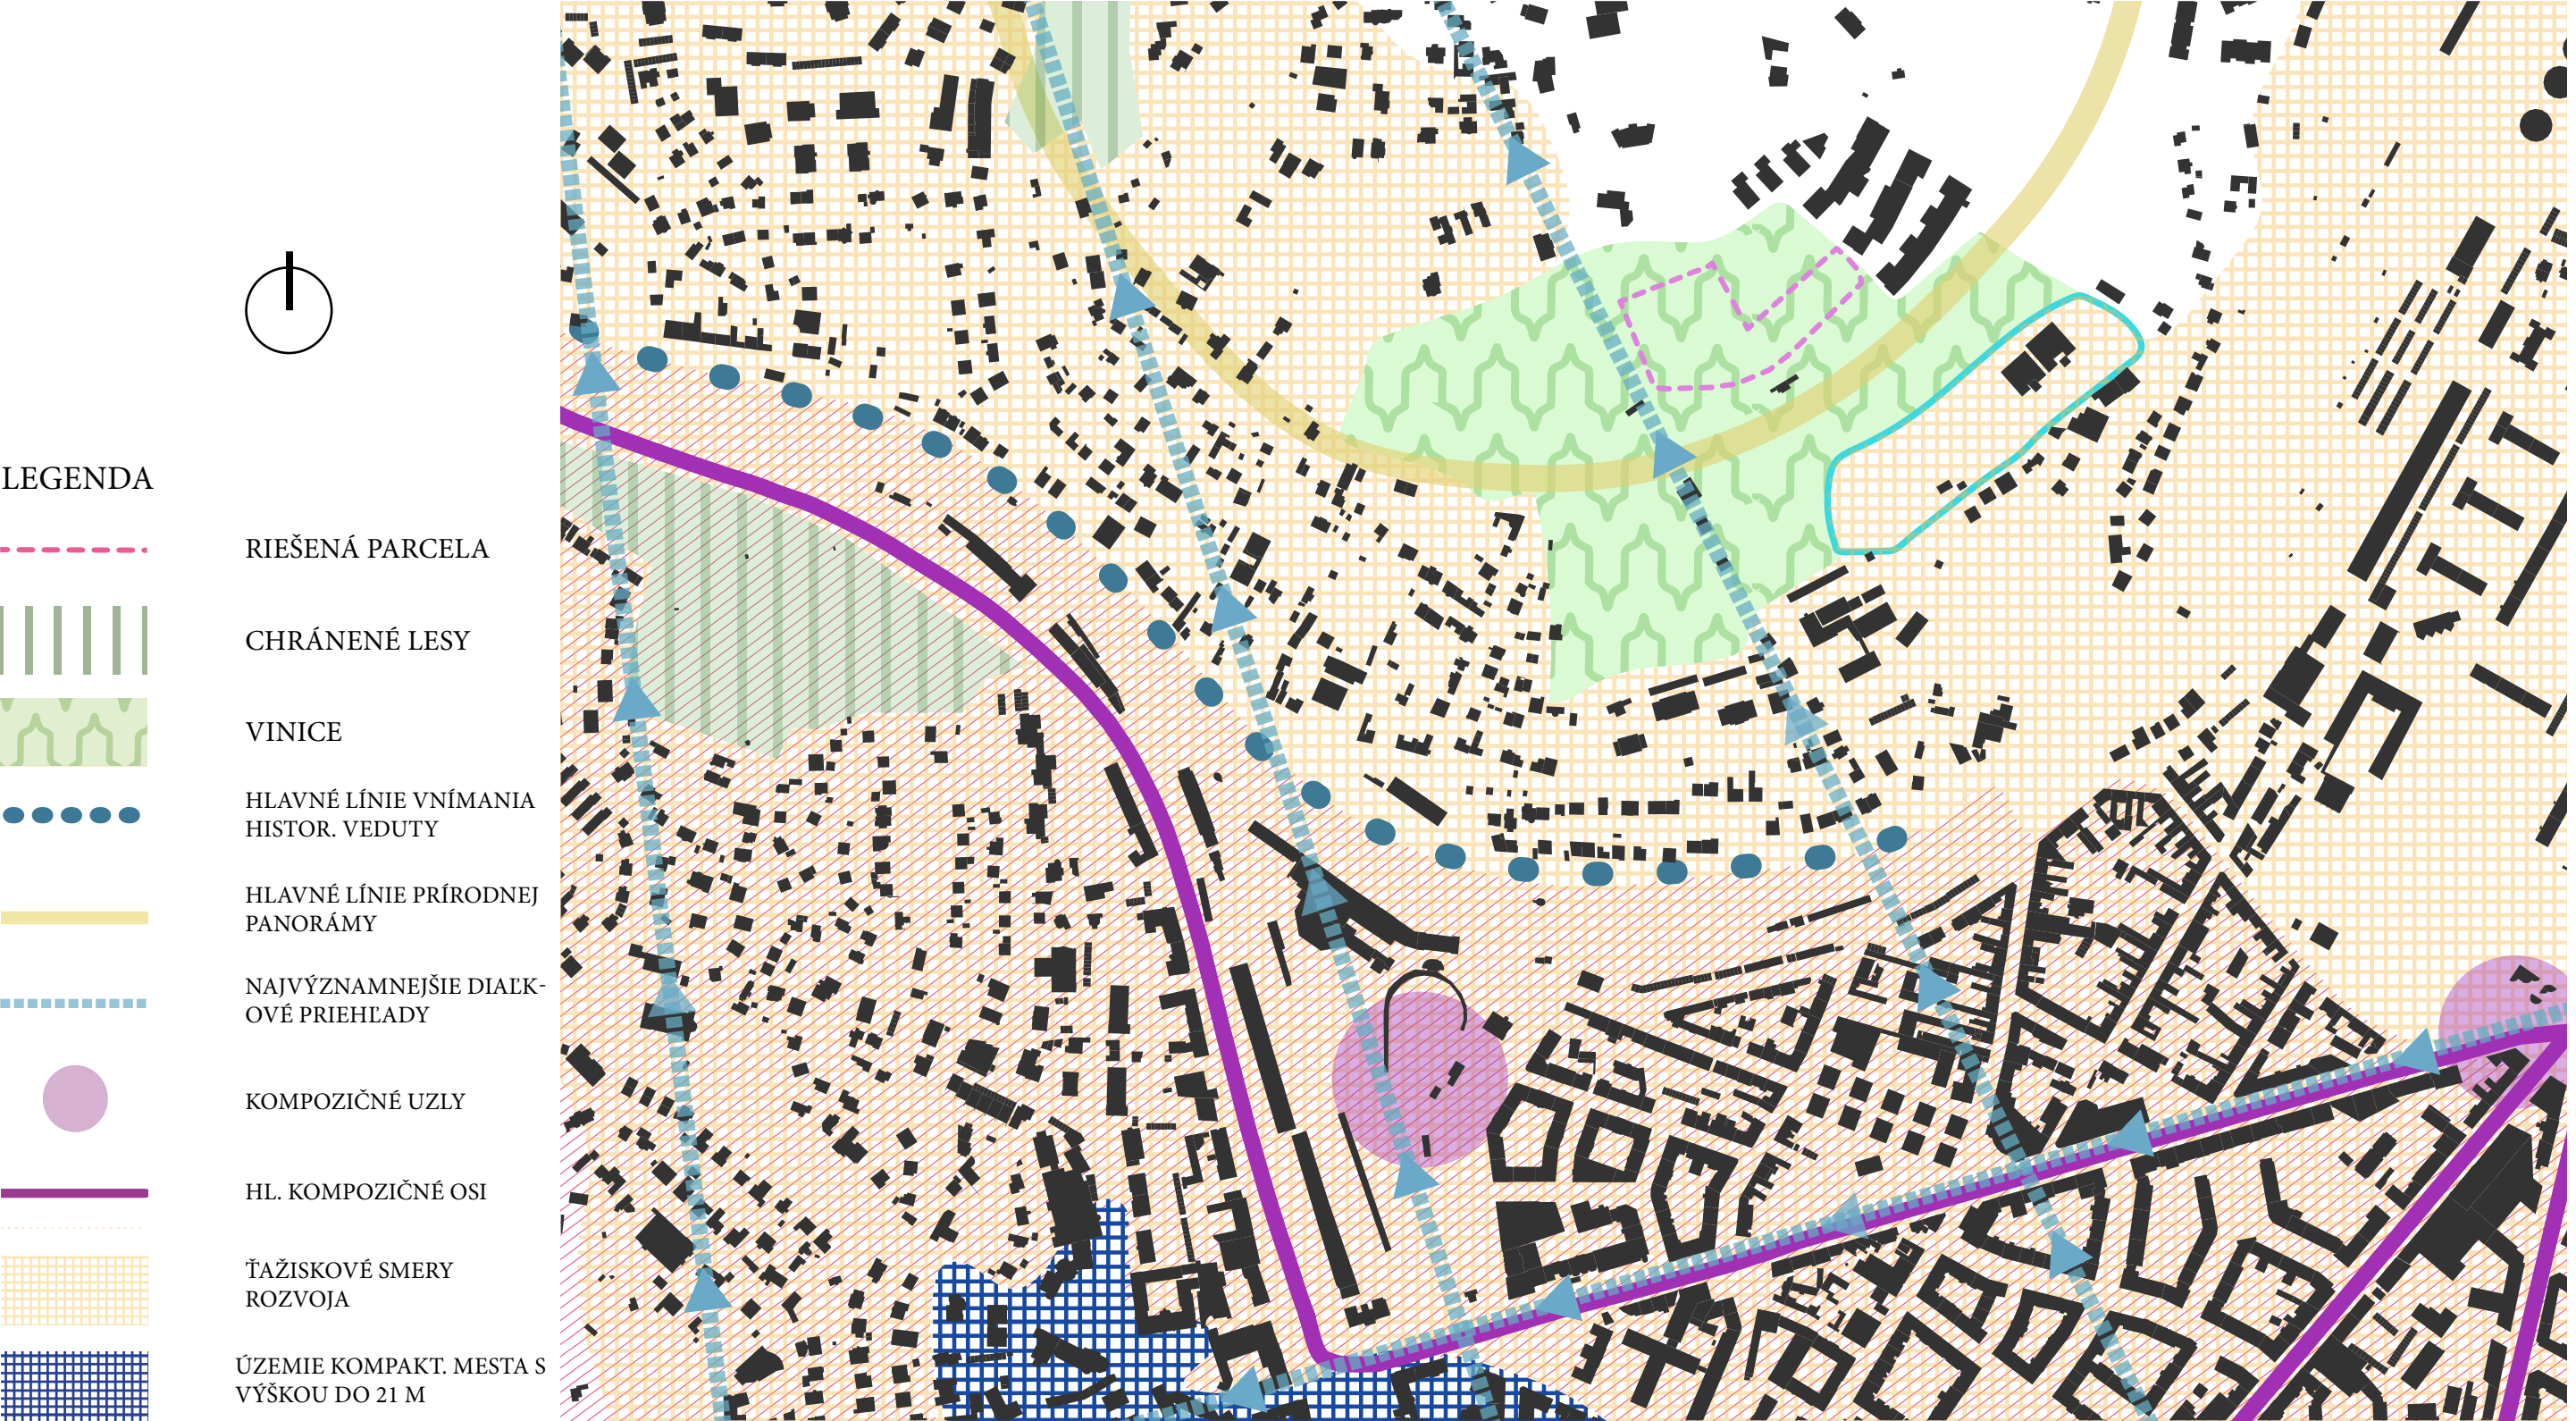 LEGENDA
RIEŠENÁ PARCELA
CHRÁNENÉ LESY
VINICE
HLAVNÉ LÍNIE VNÍMANIA
HISTOR. VEDUTY
HLAVNÉ LÍNIE PRÍRODNEJ
PANORÁMY
NAJVÝZNAMNEJŠIE DIAĽK-
OVÉ PRIEHĽADY
KOMPOZIČNÉ UZLY
HL. KOMPOZIČNÉ OSI
ŤAŽISKOVÉ SMERY
ROZVOJA
ÚZEMIE KOMPAKT. MESTA S
VÝŠKOU DO 21 M